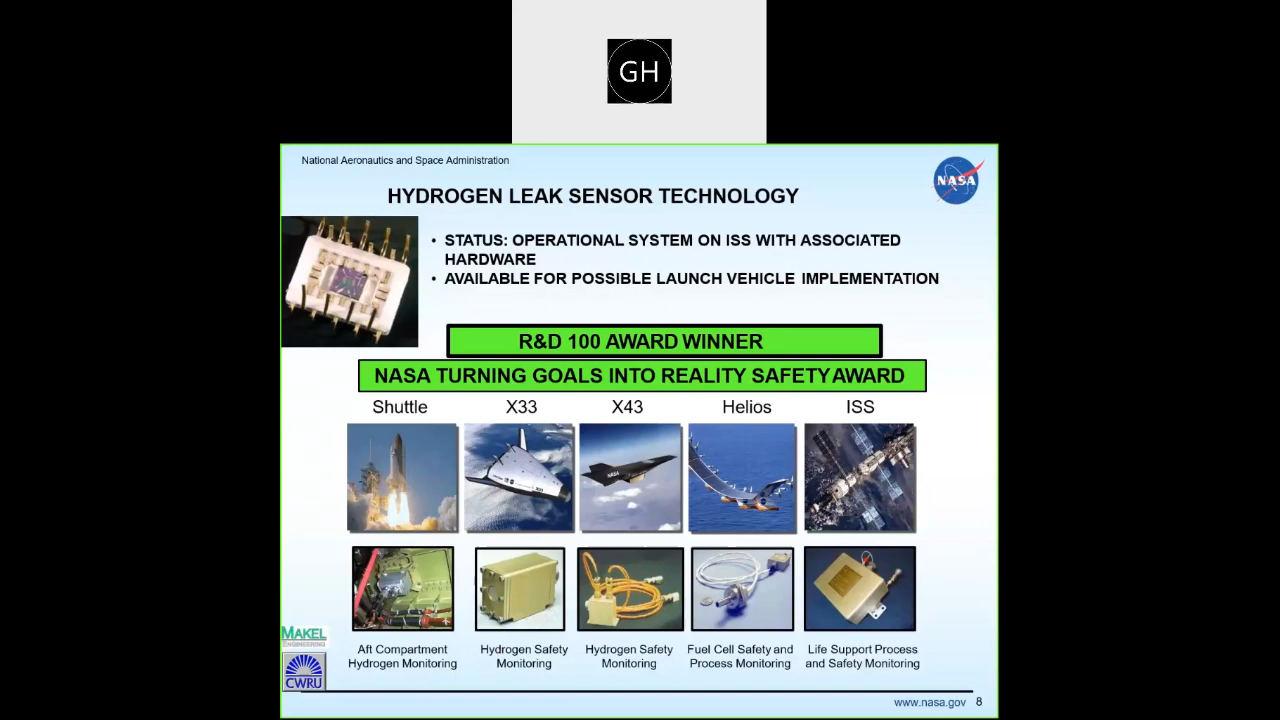 GH
National Aeronautics and Space Administration
NASA
HYDROGEN LEAK SENSOR TECHNOLOGY
• STATUS: OPERATIONAL SYSTEM ON ISS WITH ASSOCIATED
HARDWARE
• AVAILABLE FOR POSSIBLE LAUNCH VEHICLE IMPLEMENTATION
R&D 100 AWARD WINNER
NASA TURNING GOALS INTO REALITY SAFETY AWARD
Shuttle X33 X43 Helios ISS
NASA
Aft Compartment
Hydrogen Monitoring
Hydrogen Safety
Monitoring
Hydrogen Safety
Monitoring
Fuel Cell Safety and
Process Monitoring
Life Support Process
and Safety Monitoring
MAKEL
ENGINEERING
CWRU
www.nasa.gov 8